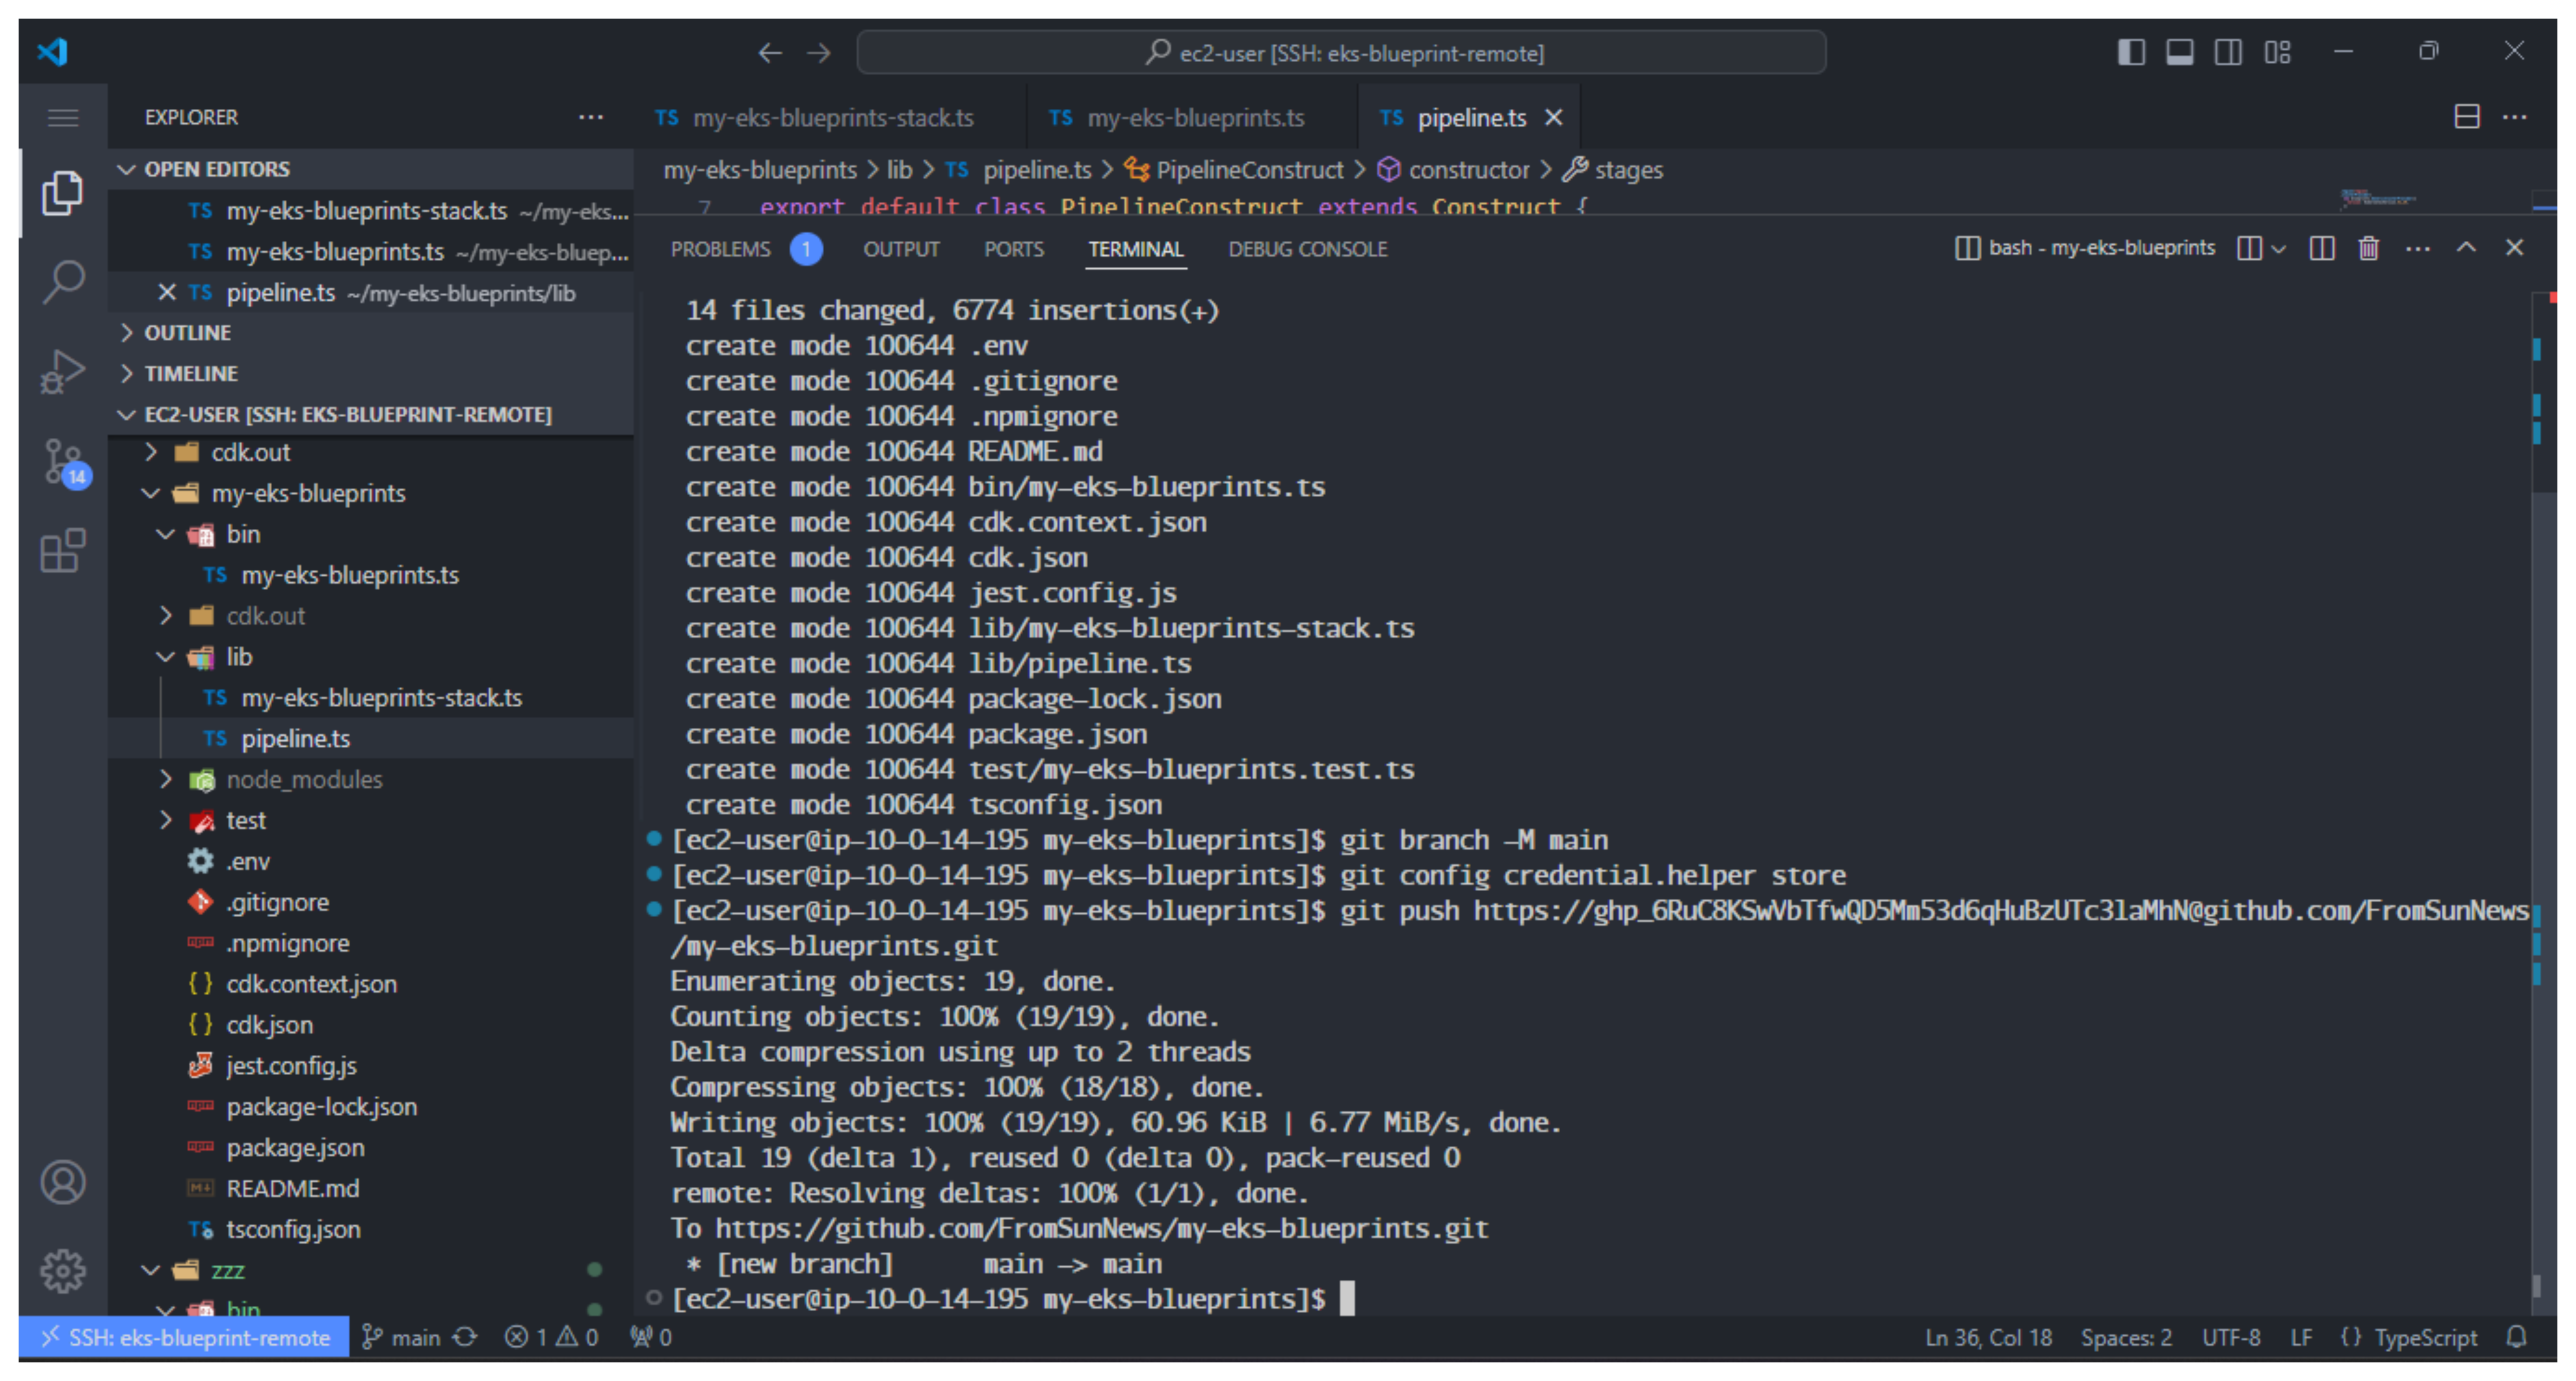 ec2-user [SSH: eks-blueprint-remote]
EXPLORER
OPEN EDITORS
TS my-eks-blueprints-stack.ts ~/my-eks...
TS my-eks-blueprints.ts ~/my-eks-bluep...
TS pipeline.ts ~/my-eks-blueprints/lib
OUTLINE
TIMELINE
EC2-USER [SSH: EKS-BLUEPRINT-REMOTE]
cdk.out
my-eks-blueprints
bin
TS my-eks-blueprints.ts
cdk.out
lib
TS my-eks-blueprints-stack.ts
TS pipeline.ts
node_modules
test
.env
.gitignore
.npmignore
{} cdk.context.json
{} cdk.json
jest.config.js
package-lock.json
package.json
README.md
TS tsconfig.json
zzz
bin
14
TS my-eks-blueprints-stack.ts
TS my-eks-blueprints.ts
TS pipeline.ts
my-eks-blueprints > lib > TS pipeline.ts > PipelineConstruct > constructor > stages
7 export default class PipelineConstruct extends Construct {
PROBLEMS 1 OUTPUT PORTS TERMINAL DEBUG CONSOLE
bash - my-eks-blueprints
14 files changed, 6774 insertions(+)
create mode 100644 .env
create mode 100644 .gitignore
create mode 100644 .npmignore
create mode 100644 README.md
create mode 100644 bin/my-eks-blueprints.ts
create mode 100644 cdk.context.json
create mode 100644 cdk.json
create mode 100644 jest.config.js
create mode 100644 lib/my-eks-blueprints-stack.ts
create mode 100644 lib/pipeline.ts
create mode 100644 package-lock.json
create mode 100644 package.json
create mode 100644 test/my-eks-blueprints.test.ts
create mode 100644 tsconfig.json
[ec2-user@ip-10-0-14-195 my-eks-blueprints]$ git branch -M main
[ec2-user@ip-10-0-14-195 my-eks-blueprints]$ git config credential.helper store
[ec2-user@ip-10-0-14-195 my-eks-blueprints]$ git push https://@github.com/FromSunNews
/my-eks-blueprints.git
Enumerating objects: 19, done.
Counting objects: 100% (19/19), done.
Delta compression using up to 2 threads
Compressing objects: 100% (18/18), done.
Writing objects: 100% (19/19), 60.96 KiB | 6.77 MiB/s, done.
Total 19 (delta 1), reused 0 (delta 0), pack-reused 0
remote: Resolving deltas: 100% (1/1), done.
To https://github.com/FromSunNews/my-eks-blueprints.git
* [new branch] main -> main
[ec2-user@ip-10-0-14-195 my-eks-blueprints]$
SSH: eks-blueprint-remote main 1 0 0
Ln 36, Col 18 Spaces: 2 UTF-8 LF {} TypeScript